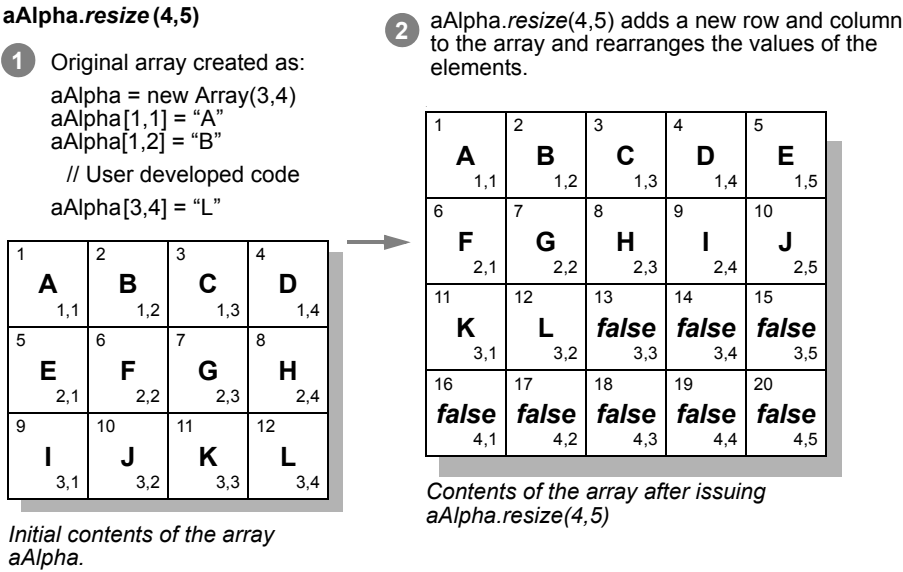 aAlpha.resize (4,5)
1 Original array created as:
aAlpha = new Array(3,4)
aAlpha[1,1] = “A”
aAlpha[1,2] = “B”
// User developed code
aAlpha[3,4] = “L”
1 2 3 4
A B C D
1,1 1,2 1,3 1,4
5 6 7 8
E F G H
2,1 2,2 2,3 2,4
9 10 11 12
I J K L
3,1 3,2 3,3 3,4
Initial contents of the array
aAlpha.
2 aAlpha.resize(4,5) adds a new row and column
to the array and rearranges the values of the
elements.
1 2 3 4 5
A B C D E
1,1 1,2 1,3 1,4 1,5
6 7 8 9 10
F G H I J
2,1 2,2 2,3 2,4 2,5
11 12 13 14 15
K L false false false
3,1 3,2 3,3 3,4 3,5
16 17 18 19 20
false false false false false
4,1 4,2 4,3 4,4 4,5
Contents of the array after issuing
aAlpha.resize(4,5)